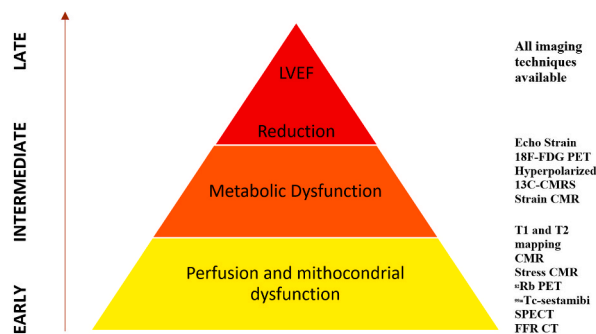 LATE
INTERMEDIATE
EARLY
LVEF
Reduction
Metabolic Dysfunction
Perfusion and mithocondrial
dysfunction
All imaging
techniques
available
Echo Strain
18F-FDG PET
Hyperpolarized
13C-CMRS
Strain CMR
T1 and T2
mapping
CMR
Stress CMR
Rb PET
Tc-sestamibi
SPECT
FFR CT